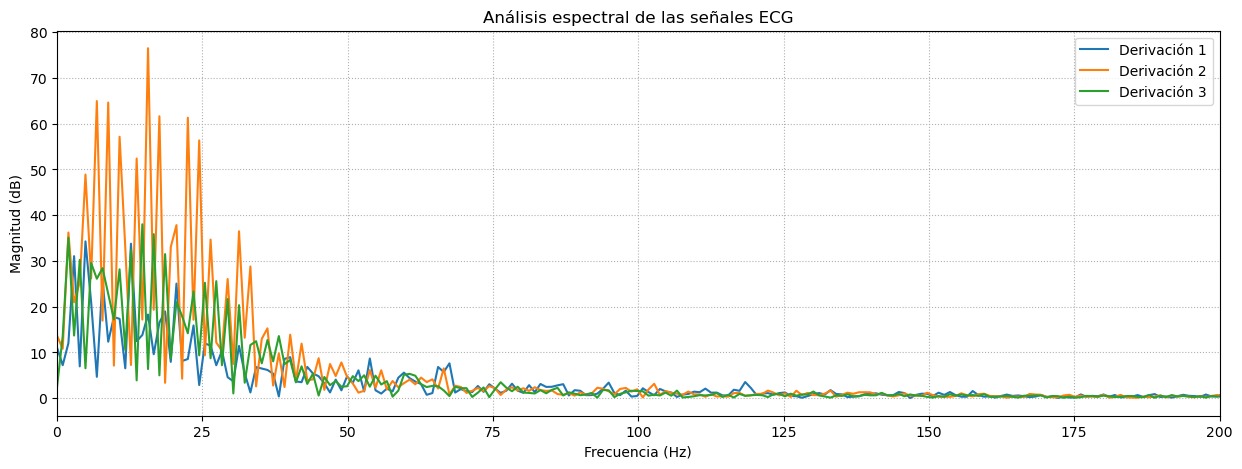 Análisis espectral de las señales ECG
Magnitud (dB)
80
70
60
50
40
30
20
10
0
Derivación 1
Derivación 2
Derivación 3
0 25 50 75 100 125 150 175 200
Frecuencia (Hz)